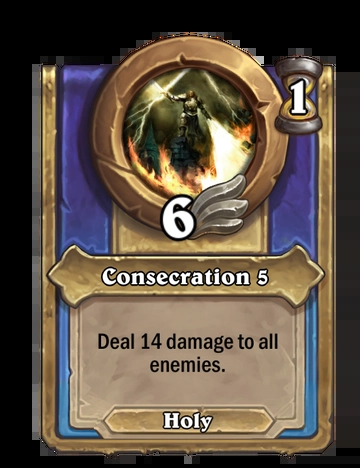 1
6
Consecration 5
Deal 14 damage to all
enemies.
Holy